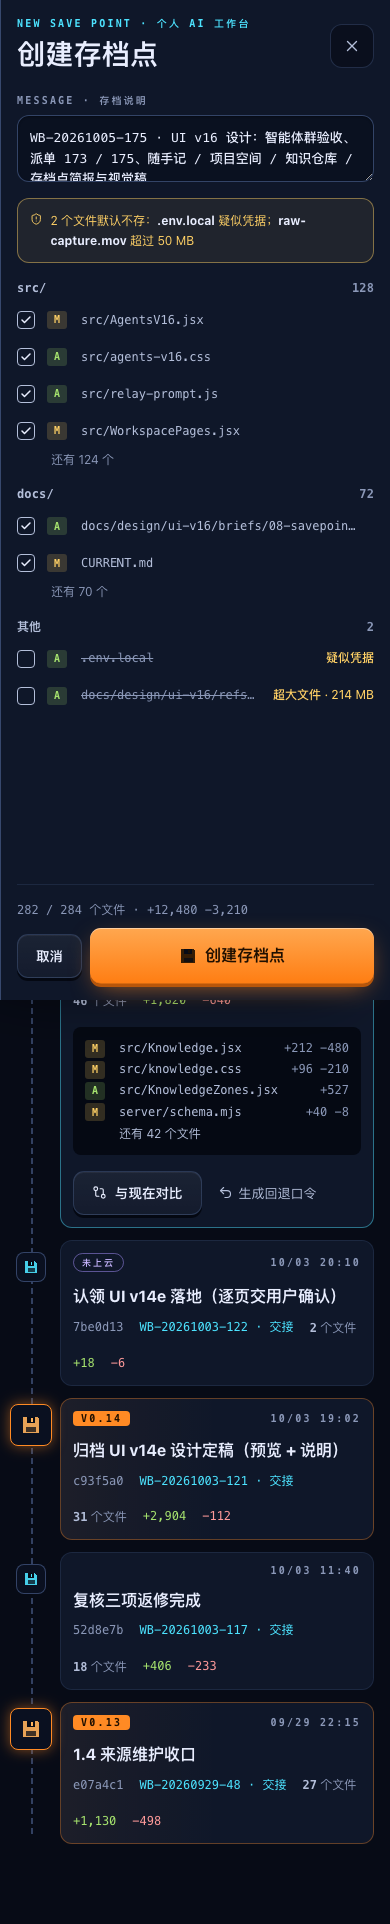 NEW SAVE POINT · 个人 AI 工作台
创建存档点
MESSAGE · 存档说明
WB-20261005-175 · UI v16 设计：智能体群验收、
派单 173 / 175、随手记 / 项目空间 / 知识仓库 /
存档点简报与视觉稿
2 个文件默认不存：.env.local 疑似凭据；raw-
capture.mov 超过 50 MB
src/ 128
M src/AgentsV16.jsx
A src/agents-v16.css
A src/relay-prompt.js
M src/WorkspacePages.jsx
还有 124 个
docs/ 72
A docs/design/ui-v16/briefs/08-savepoin…
M CURRENT.md
还有 70 个
其他 2
A .env.local 疑似凭据
A docs/design/ui-v16/refs… 超大文件 · 214 MB
282 / 284 个文件 · +12,480 −3,210
取消 创建存档点
46 个文件 +1,820 −640
M src/Knowledge.jsx +212 −480
M src/knowledge.css +96 −210
A src/KnowledgeZones.jsx +527
M server/schema.mjs +40 −8
还有 42 个文件
与现在对比 生成回退口令
未上云 10/03 20:10
认领 UI v14e 落地（逐页交用户确认）
7be0d13 WB-20261003-122 · 交接 2 个文件
+18 −6
V0.14 10/03 19:02
归档 UI v14e 设计定稿（预览 + 说明）
c93f5a0 WB-20261003-121 · 交接
31 个文件 +2,904 −112
10/03 11:40
复核三项返修完成
52d8e7b WB-20261003-117 · 交接
18 个文件 +406 −233
V0.13 09/29 22:15
1.4 来源维护收口
e07a4c1 WB-20260929-48 · 交接 27 个文件
+1,130 −498